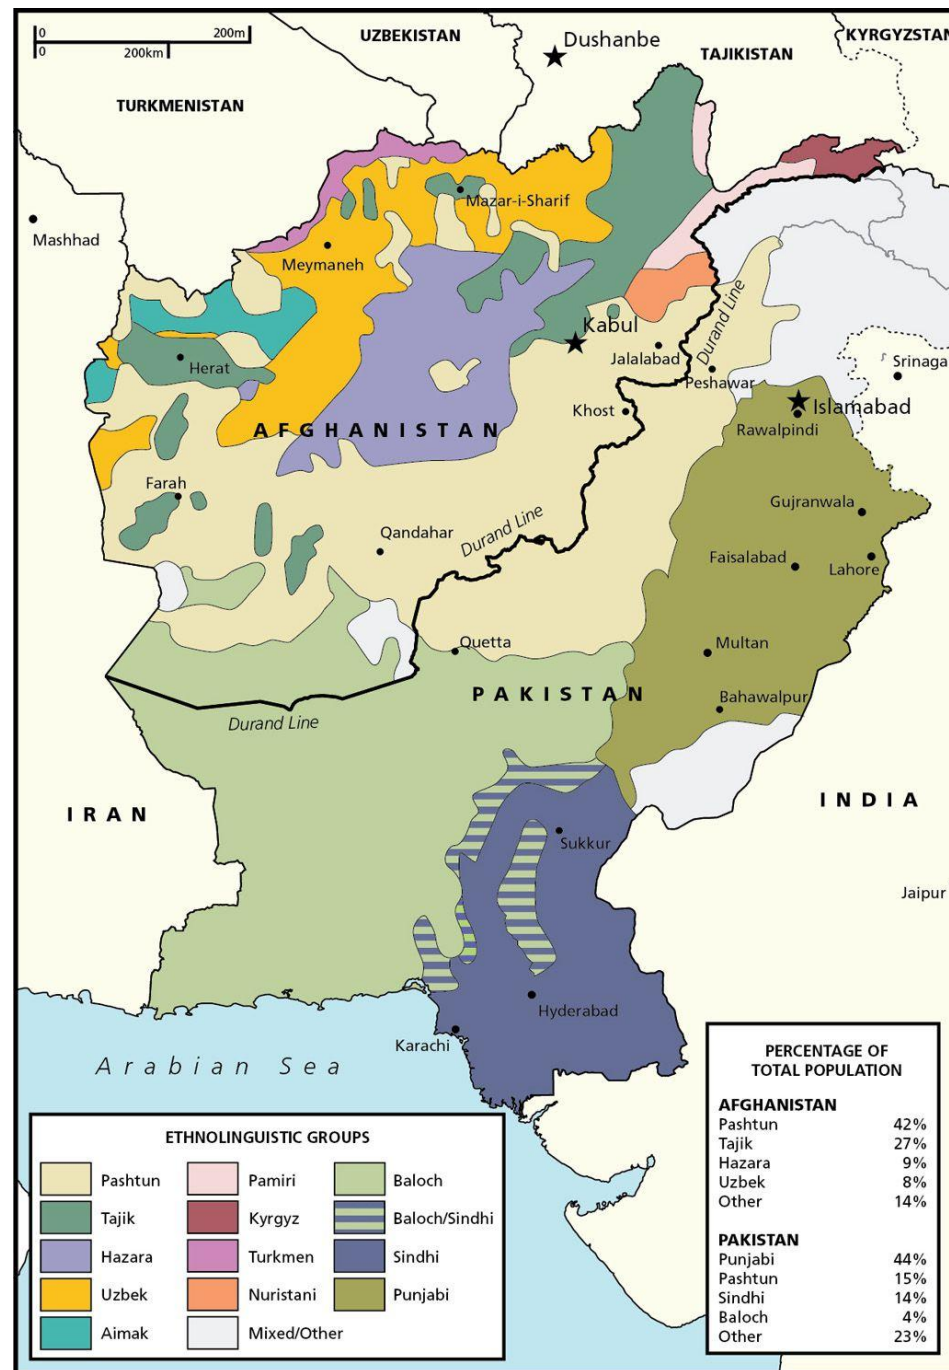 0 200m
0 200km
UZBEKISTAN
Dushanbe
TAJIKISTAN
KYRGYZSTAN
TURKMENISTAN
Mashhad
Mazar-i-Sharif
Meymaneh
Herat
Kabul
Jalalabad
Durand Line
Peshawar
Srinaga
Khost
Islamabad
Rawalpindi
AFGHANISTAN
Farah
Gujranwala
Qandahar
Durand Line
Faisalabad
Lahore
Quetta
Multan
PAKISTAN
Bahawalpur
Durand Line
IRAN
INDIA
Sukkur
Jaipur
Hyderabad
Karachi
Arabian Sea
ETHNOLINGUISTIC GROUPS
Pashtun
Tajik
Hazara
Uzbek
Aimak
Pamiri
Kyrgyz
Turkmen
Nuristani
Mixed/Other
Baloch
Baloch/Sindhi
Sindhi
Punjabi
PERCENTAGE OF
TOTAL POPULATION
AFGHANISTAN
Pashtun 42%
Tajik 27%
Hazara 9%
Uzbek 8%
Other 14%
PAKISTAN
Punjabi 44%
Pashtun 15%
Sindhi 14%
Baloch 4%
Other 23%